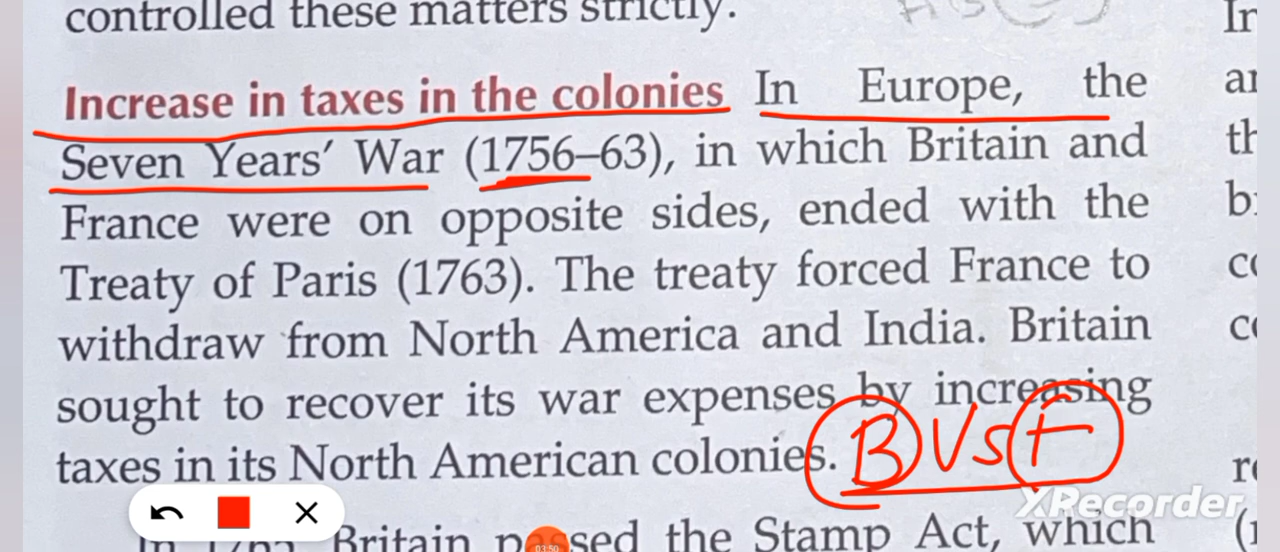 controlled these matters strictly.
Increase in taxes in the colonies In Europe, the
Seven Years' War (1756–63), in which Britain and
France were on opposite sides, ended with the
Treaty of Paris (1763). The treaty forced France to
withdraw from North America and India. Britain
sought to recover its war expenses by increasing
taxes in its North American colonies. B Vs F
XRecorder
Britain passed the Stamp Act, which
03:50